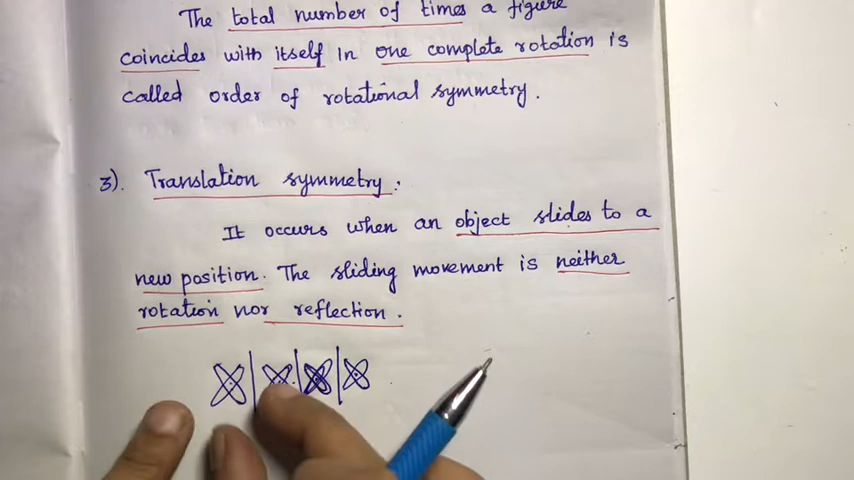 The total number of times a figure
coincides with itself in one complete rotation is
called order of rotational symmetry.
3). Translation symmetry:
It occurs when an object slides to a
new position. The sliding movement is neither
rotation nor reflection.